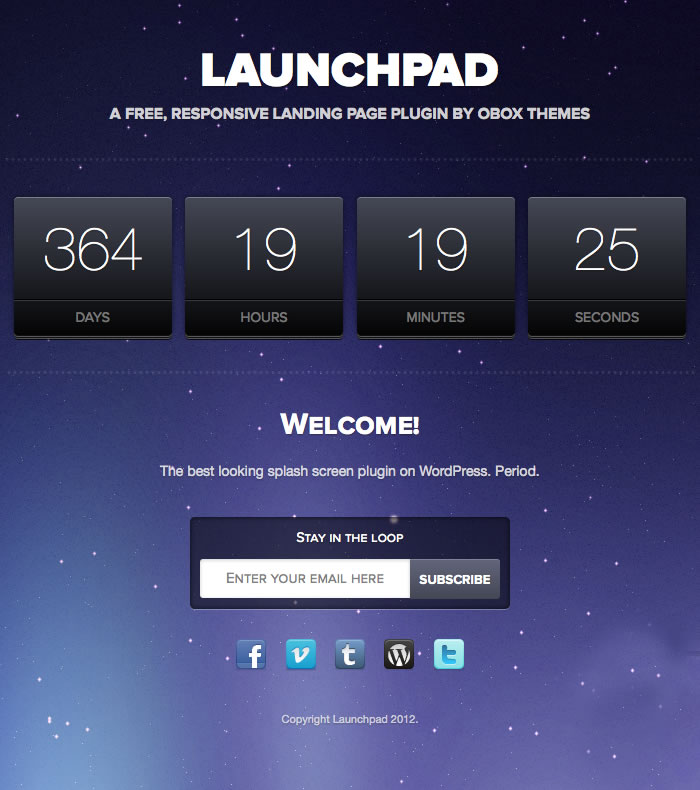 LAUNCHPAD
A FREE, RESPONSIVE LANDING PAGE PLUGIN BY OBOX THEMES
364 19 19 25
DAYS HOURS MINUTES SECONDS
WELCOME!
The best looking splash screen plugin on WordPress. Period.
STAY IN THE LOOP
ENTER YOUR EMAIL HERE SUBSCRIBE
f v t W t
Copyright Launchpad 2012.